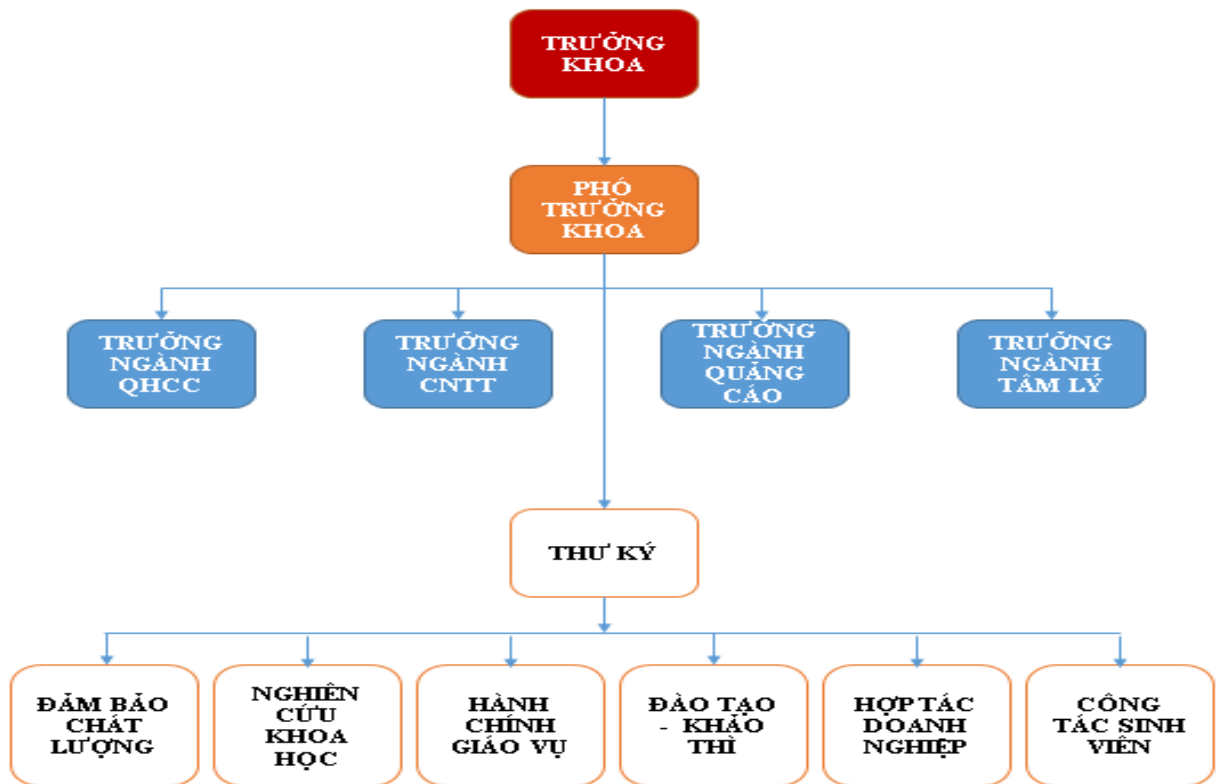 TRƯỞNG
KHOA
PHÓ
TRƯỞNG
KHOA
TRƯỞNG
NGÀNH
QHCC
TRƯỞNG
NGÀNH
CNTT
TRƯỞNG
NGÀNH
QUẢNG
CÁO
TRƯỞNG
NGÀNH
TÂM LÝ
THƯ KÝ
ĐẢM BẢO
CHẤT
LƯỢNG
NGHIÊN
CỨU
KHOA
HỌC
HÀNH
CHÍNH
GIÁO VỤ
ĐÀO TẠO
- KHẢO
THÌ
HỢP TÁC
DOANH
NGHIỆP
CÔNG
TÁC SINH
VIÊN